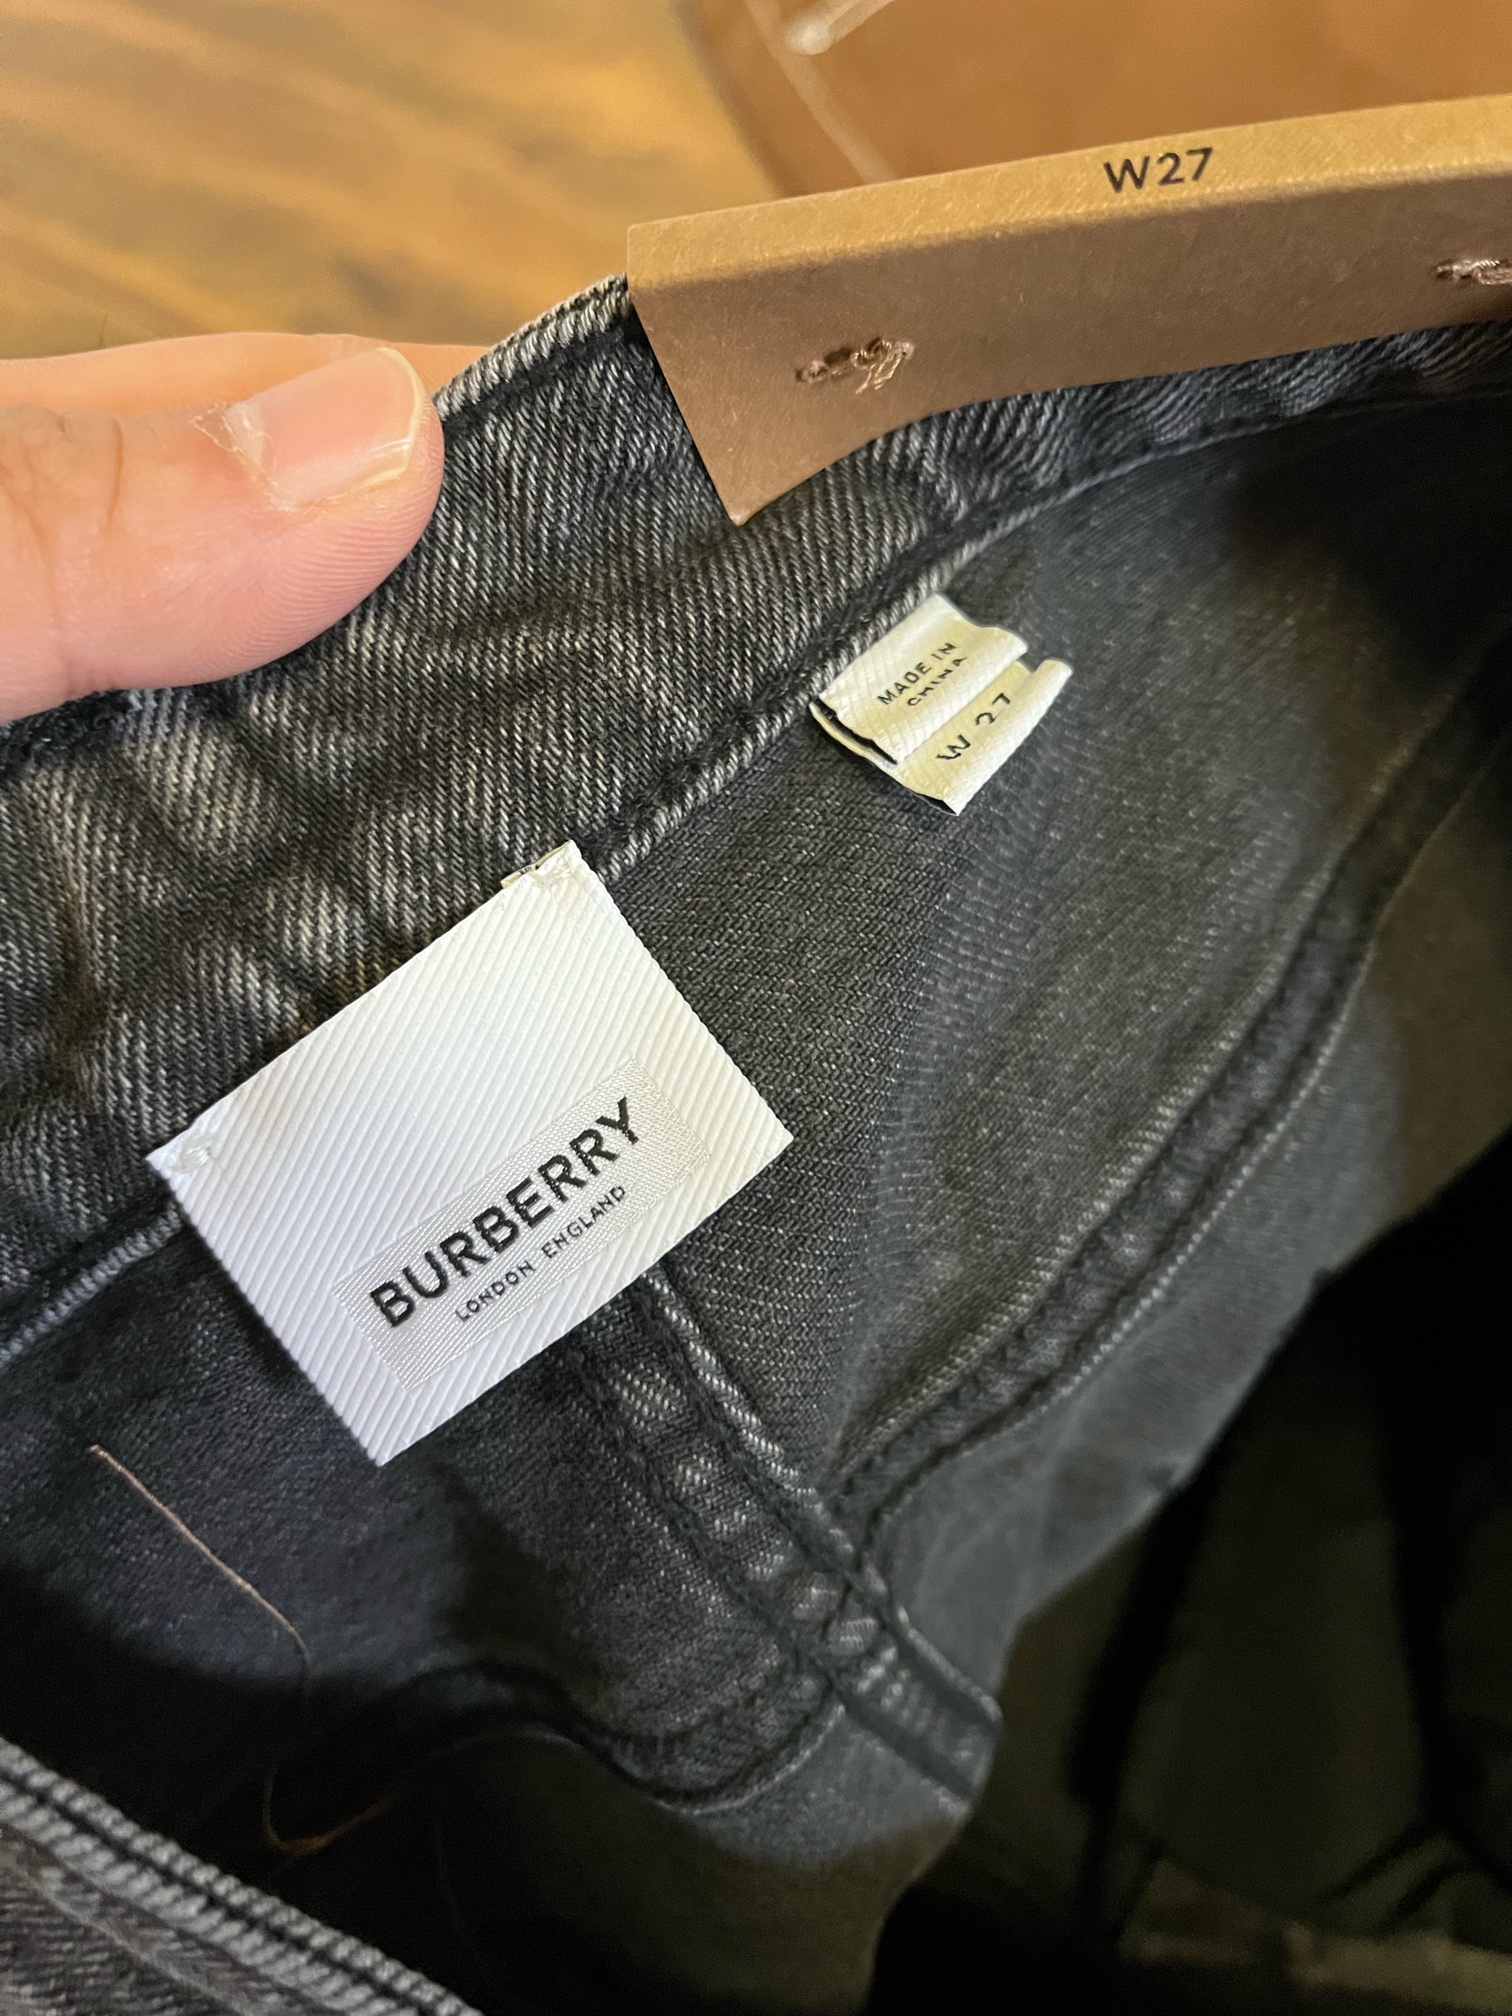 W27
MADE IN
CHINA
W 27
BURBERRY
LONDON ENGLAND